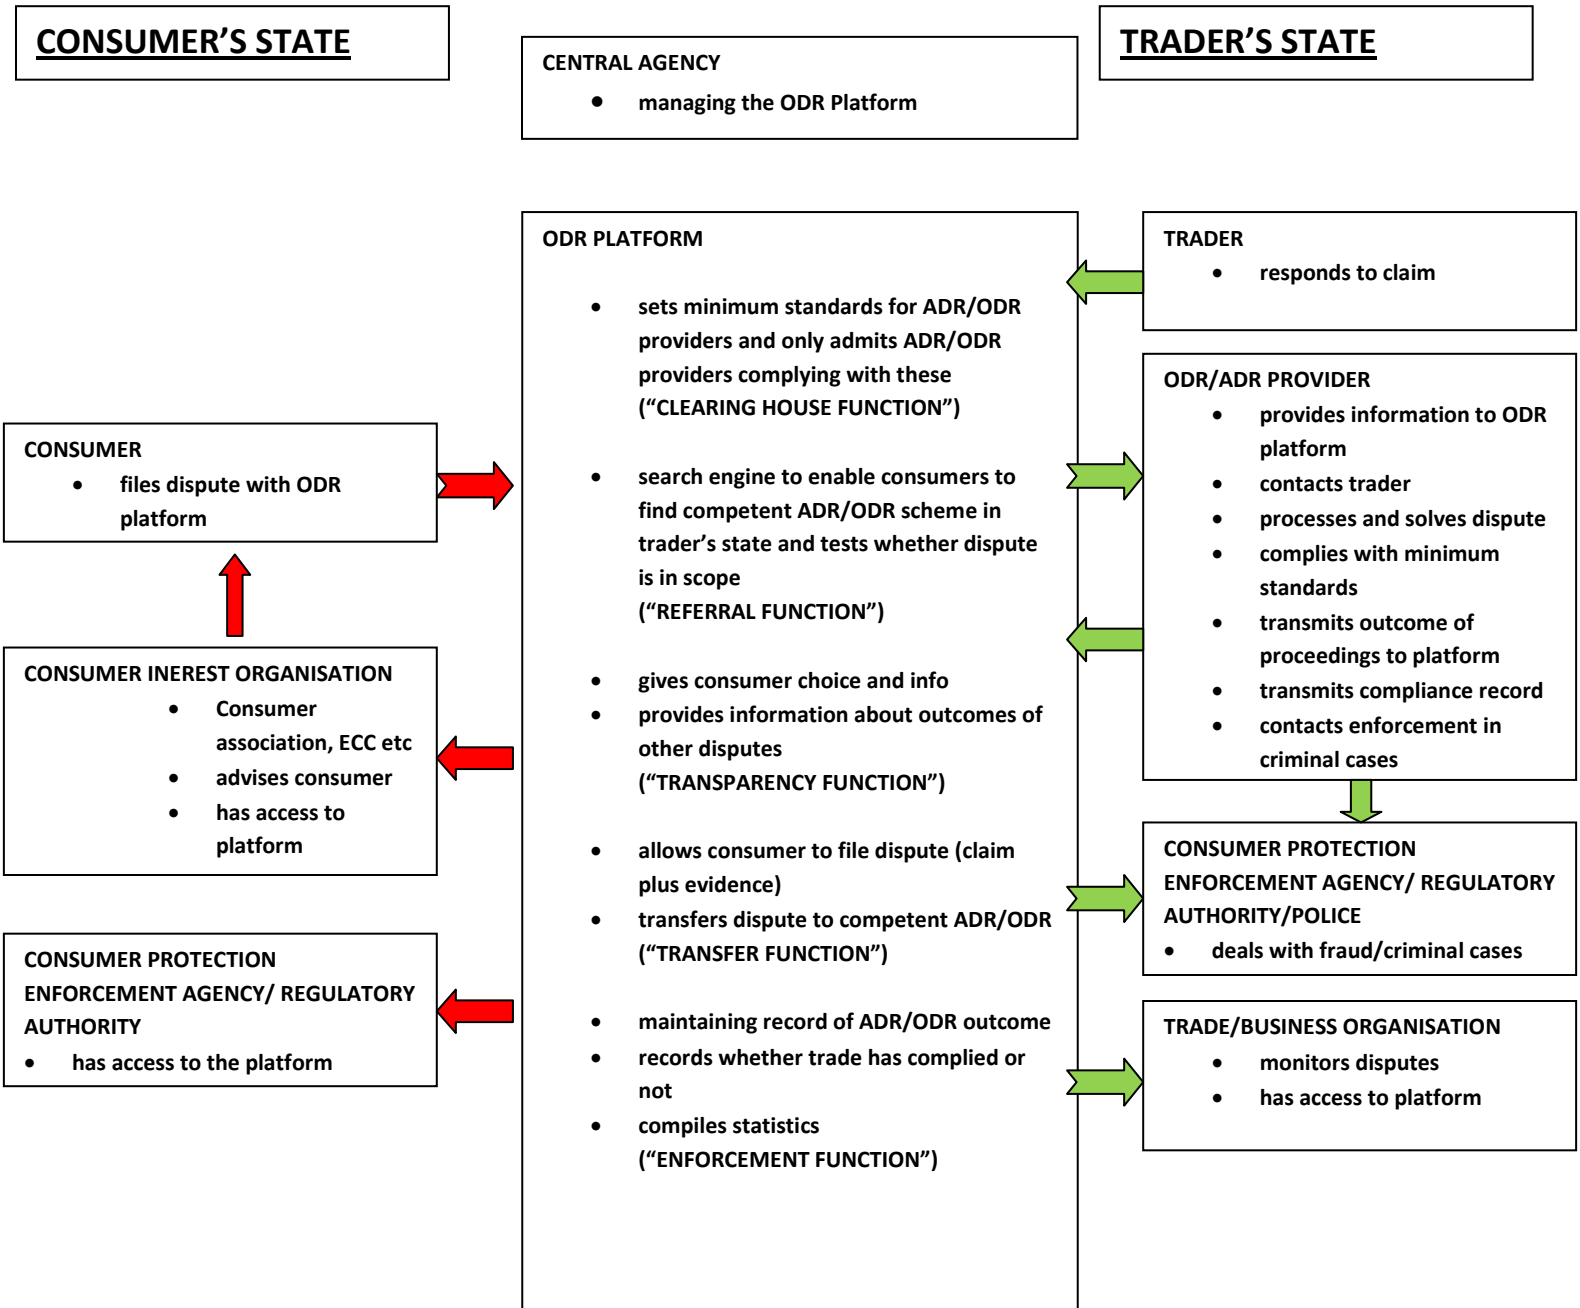 CONSUMER’S STATE
CENTRAL AGENCY
• managing the ODR Platform
TRADER’S STATE
CONSUMER
• files dispute with ODR
platform
CONSUMER INEREST ORGANISATION
• Consumer
association, ECC etc
• advises consumer
• has access to
platform
CONSUMER PROTECTION
ENFORCEMENT AGENCY/ REGULATORY
AUTHORITY
• has access to the platform
ODR PLATFORM
• sets minimum standards for ADR/ODR
providers and only admits ADR/ODR
providers complying with these
(“CLEARING HOUSE FUNCTION”)
• search engine to enable consumers to
find competent ADR/ODR scheme in
trader’s state and tests whether dispute
is in scope
(“REFERRAL FUNCTION”)
• gives consumer choice and info
• provides information about outcomes of
other disputes
(“TRANSPARENCY FUNCTION”)
• allows consumer to file dispute (claim
plus evidence)
• transfers dispute to competent ADR/ODR
(“TRANSFER FUNCTION”)
• maintaining record of ADR/ODR outcome
• records whether trade has complied or
not
• compiles statistics
(“ENFORCEMENT FUNCTION”)
TRADER
• responds to claim
ODR/ADR PROVIDER
• provides information to ODR
platform
• contacts trader
• processes and solves dispute
• complies with minimum
standards
• transmits outcome of
proceedings to platform
• transmits compliance record
• contacts enforcement in
criminal cases
CONSUMER PROTECTION
ENFORCEMENT AGENCY/ REGULATORY
AUTHORITY/POLICE
• deals with fraud/criminal cases
TRADE/BUSINESS ORGANISATION
• monitors disputes
• has access to platform